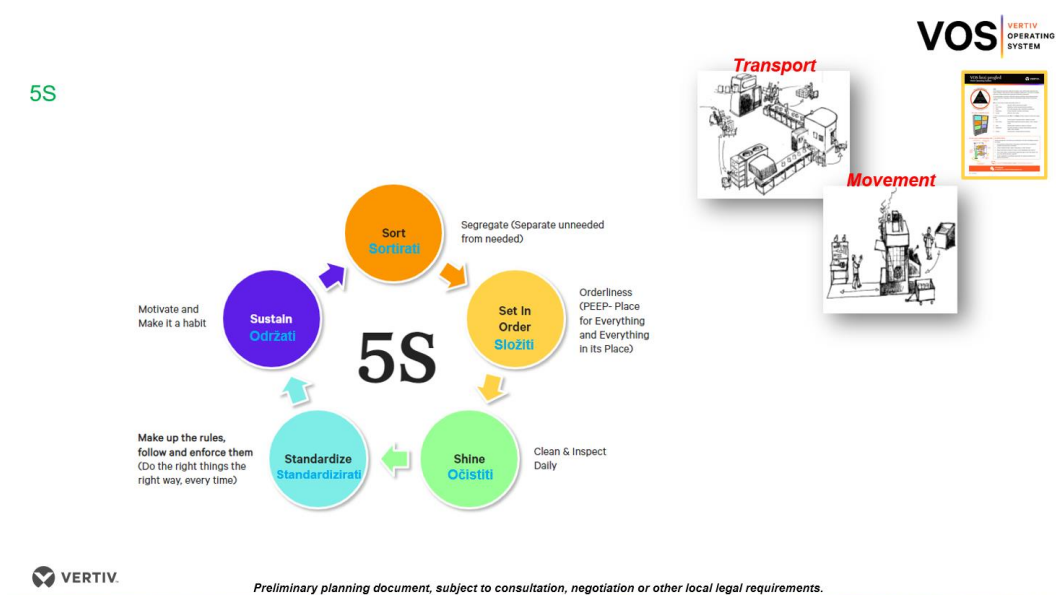 VOS
VERTIV
OPERATING
SYSTEM
5S
Transport
Movement
Sort
Sortirati
Segregate (Separate unneeded
from needed)
Set In
Order
Složiti
Orderliness
(PEEP- Place
for Everything
and Everything
in its Place)
Shine
Očistiti
Clean & Inspect
Daily
Standardize
Standardizirati
Make up the rules,
follow and enforce them
(Do the right things the
right way, every time)
Sustain
Održati
Motivate and
Make it a habit
5S
VERTIV.
Preliminary planning document, subject to consultation, negotiation or other local legal requirements.